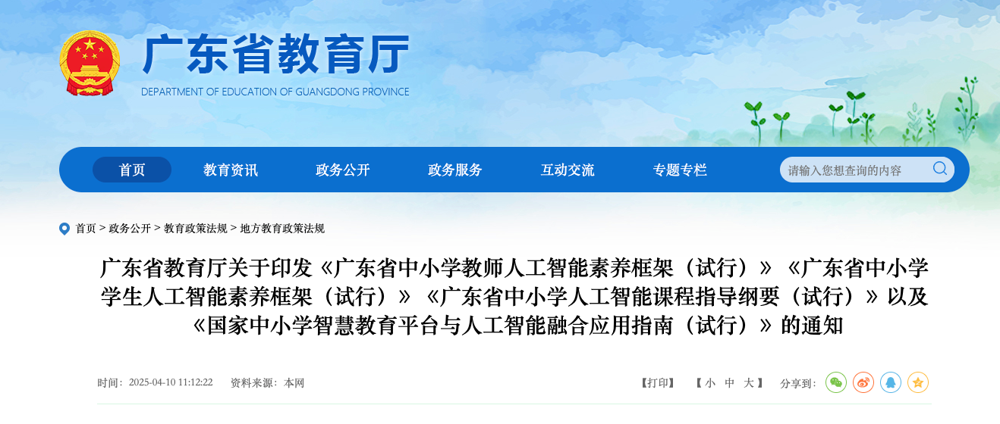 广东省教育厅
DEPARTMENT OF EDUCATION OF GUANGDONG PROVINCE
首页 教育资讯 政务公开 政务服务 互动交流 专题专栏 请输入您想查询的内容
首页 > 政务公开 > 教育政策法规 > 地方教育政策法规
广东省教育厅关于印发《广东省中小学教师人工智能素养框架（试行）》《广东省中小学
学生人工智能素养框架（试行）》《广东省中小学人工智能课程指导纲要（试行）》以及
《国家中小学智慧教育平台与人工智能融合应用指南（试行）》的通知
时间：2025-04-10 11:12:22 资料来源：本网 【打印】 【 小 中 大 】 分享到：